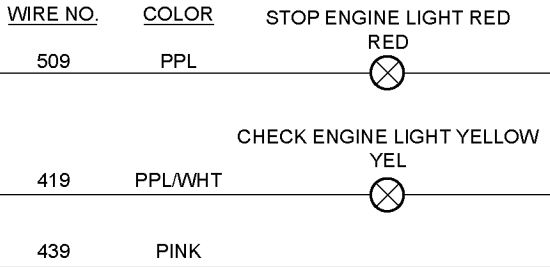 WIRE NO. COLOR STOP ENGINE LIGHT RED
RED
509 PPL
CHECK ENGINE LIGHT YELLOW
YEL
419 PPL/WHT
439 PINK